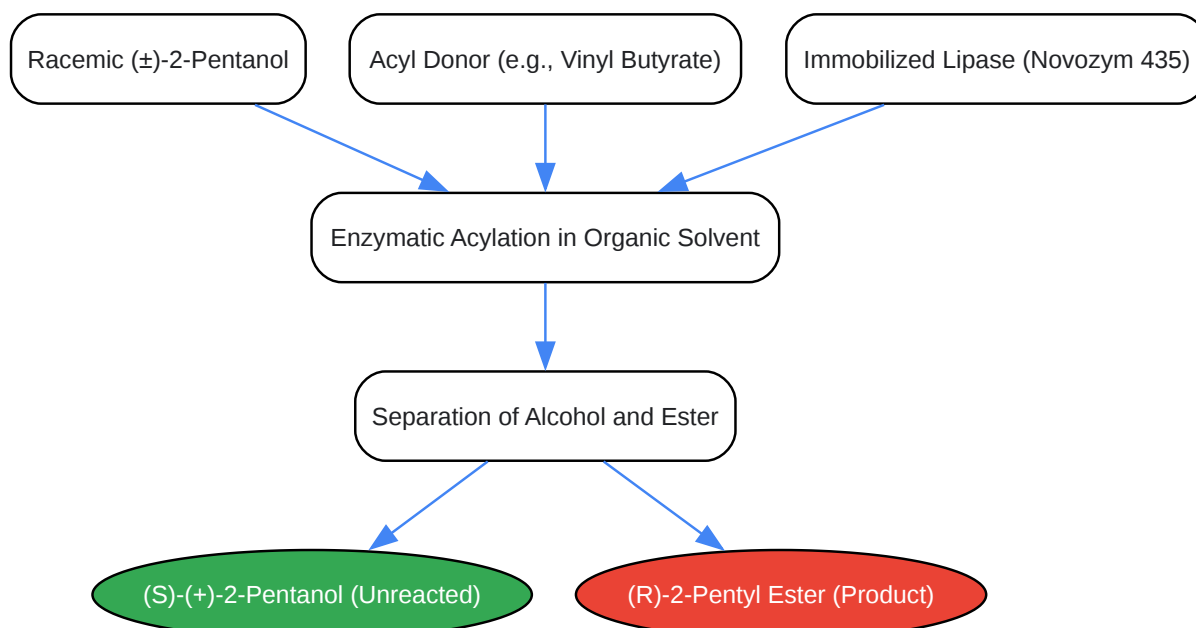 Racemic (±)-2-Pentanol
Acyl Donor (e.g., Vinyl Butyrate)
Immobilized Lipase (Novozym 435)
Enzymatic Acylation in Organic Solvent
Separation of Alcohol and Ester
(S)-(+)-2-Pentanol (Unreacted)
(R)-2-Pentyl Ester (Product)